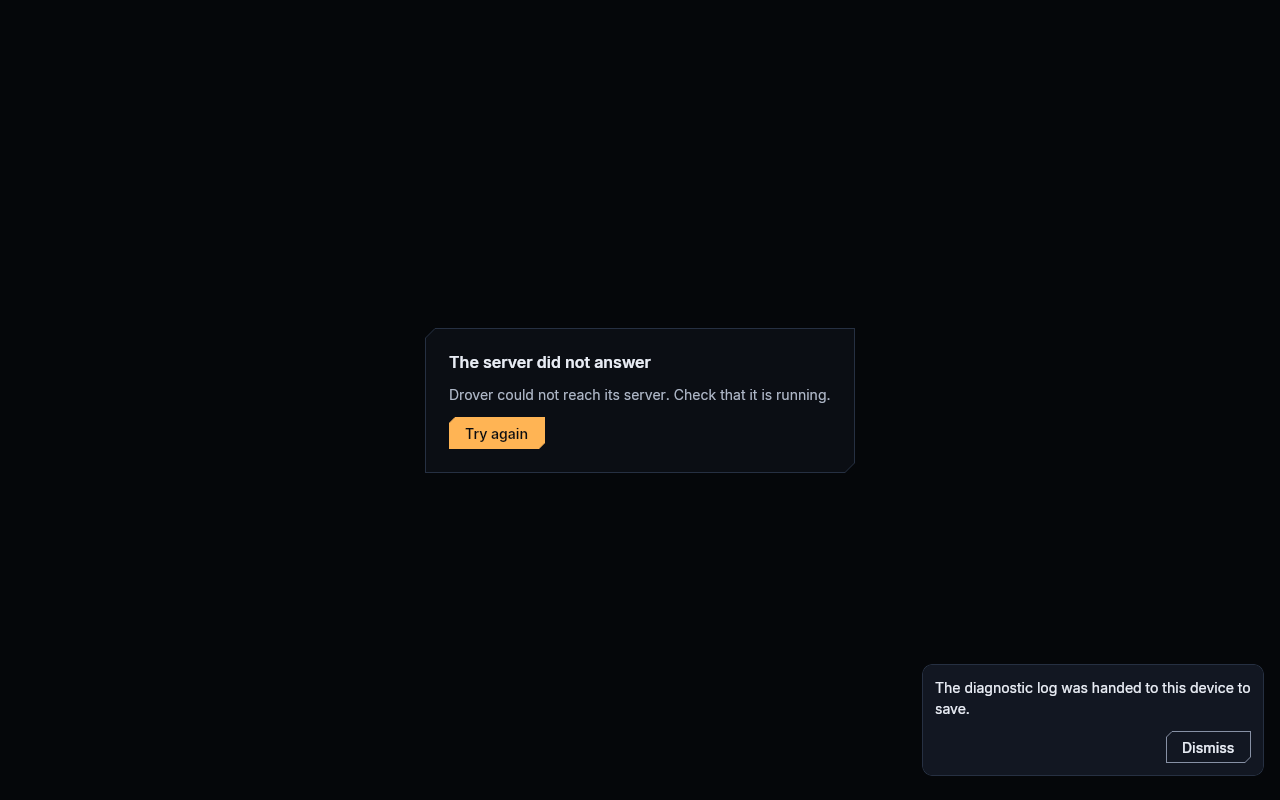 The server did not answer
Drover could not reach its server. Check that it is running.
Try again
The diagnostic log was handed to this device to
save.
Dismiss